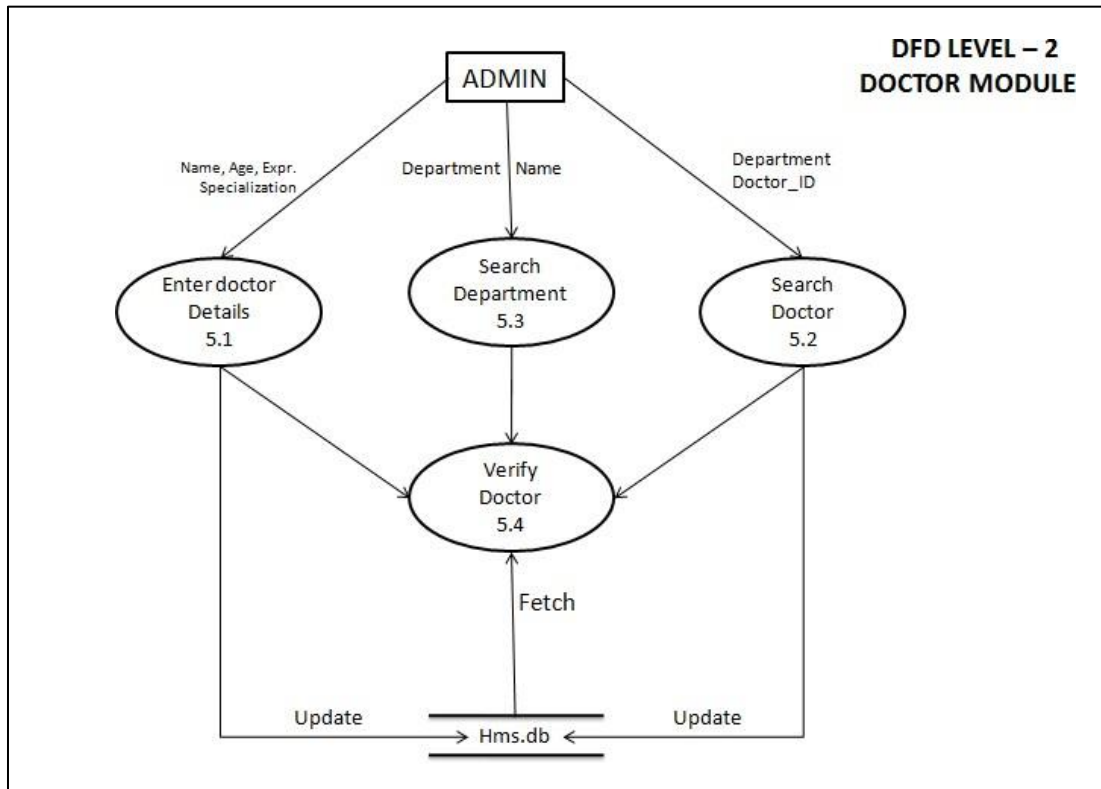 DFD LEVEL – 2
DOCTOR MODULE
ADMIN
Name, Age, Expr.
Specialization
Department Name
Department
Doctor_ID
Enter doctor
Details
5.1
Search
Department
5.3
Search
Doctor
5.2
Verify
Doctor
5.4
Fetch
Update
Hms.db
Update